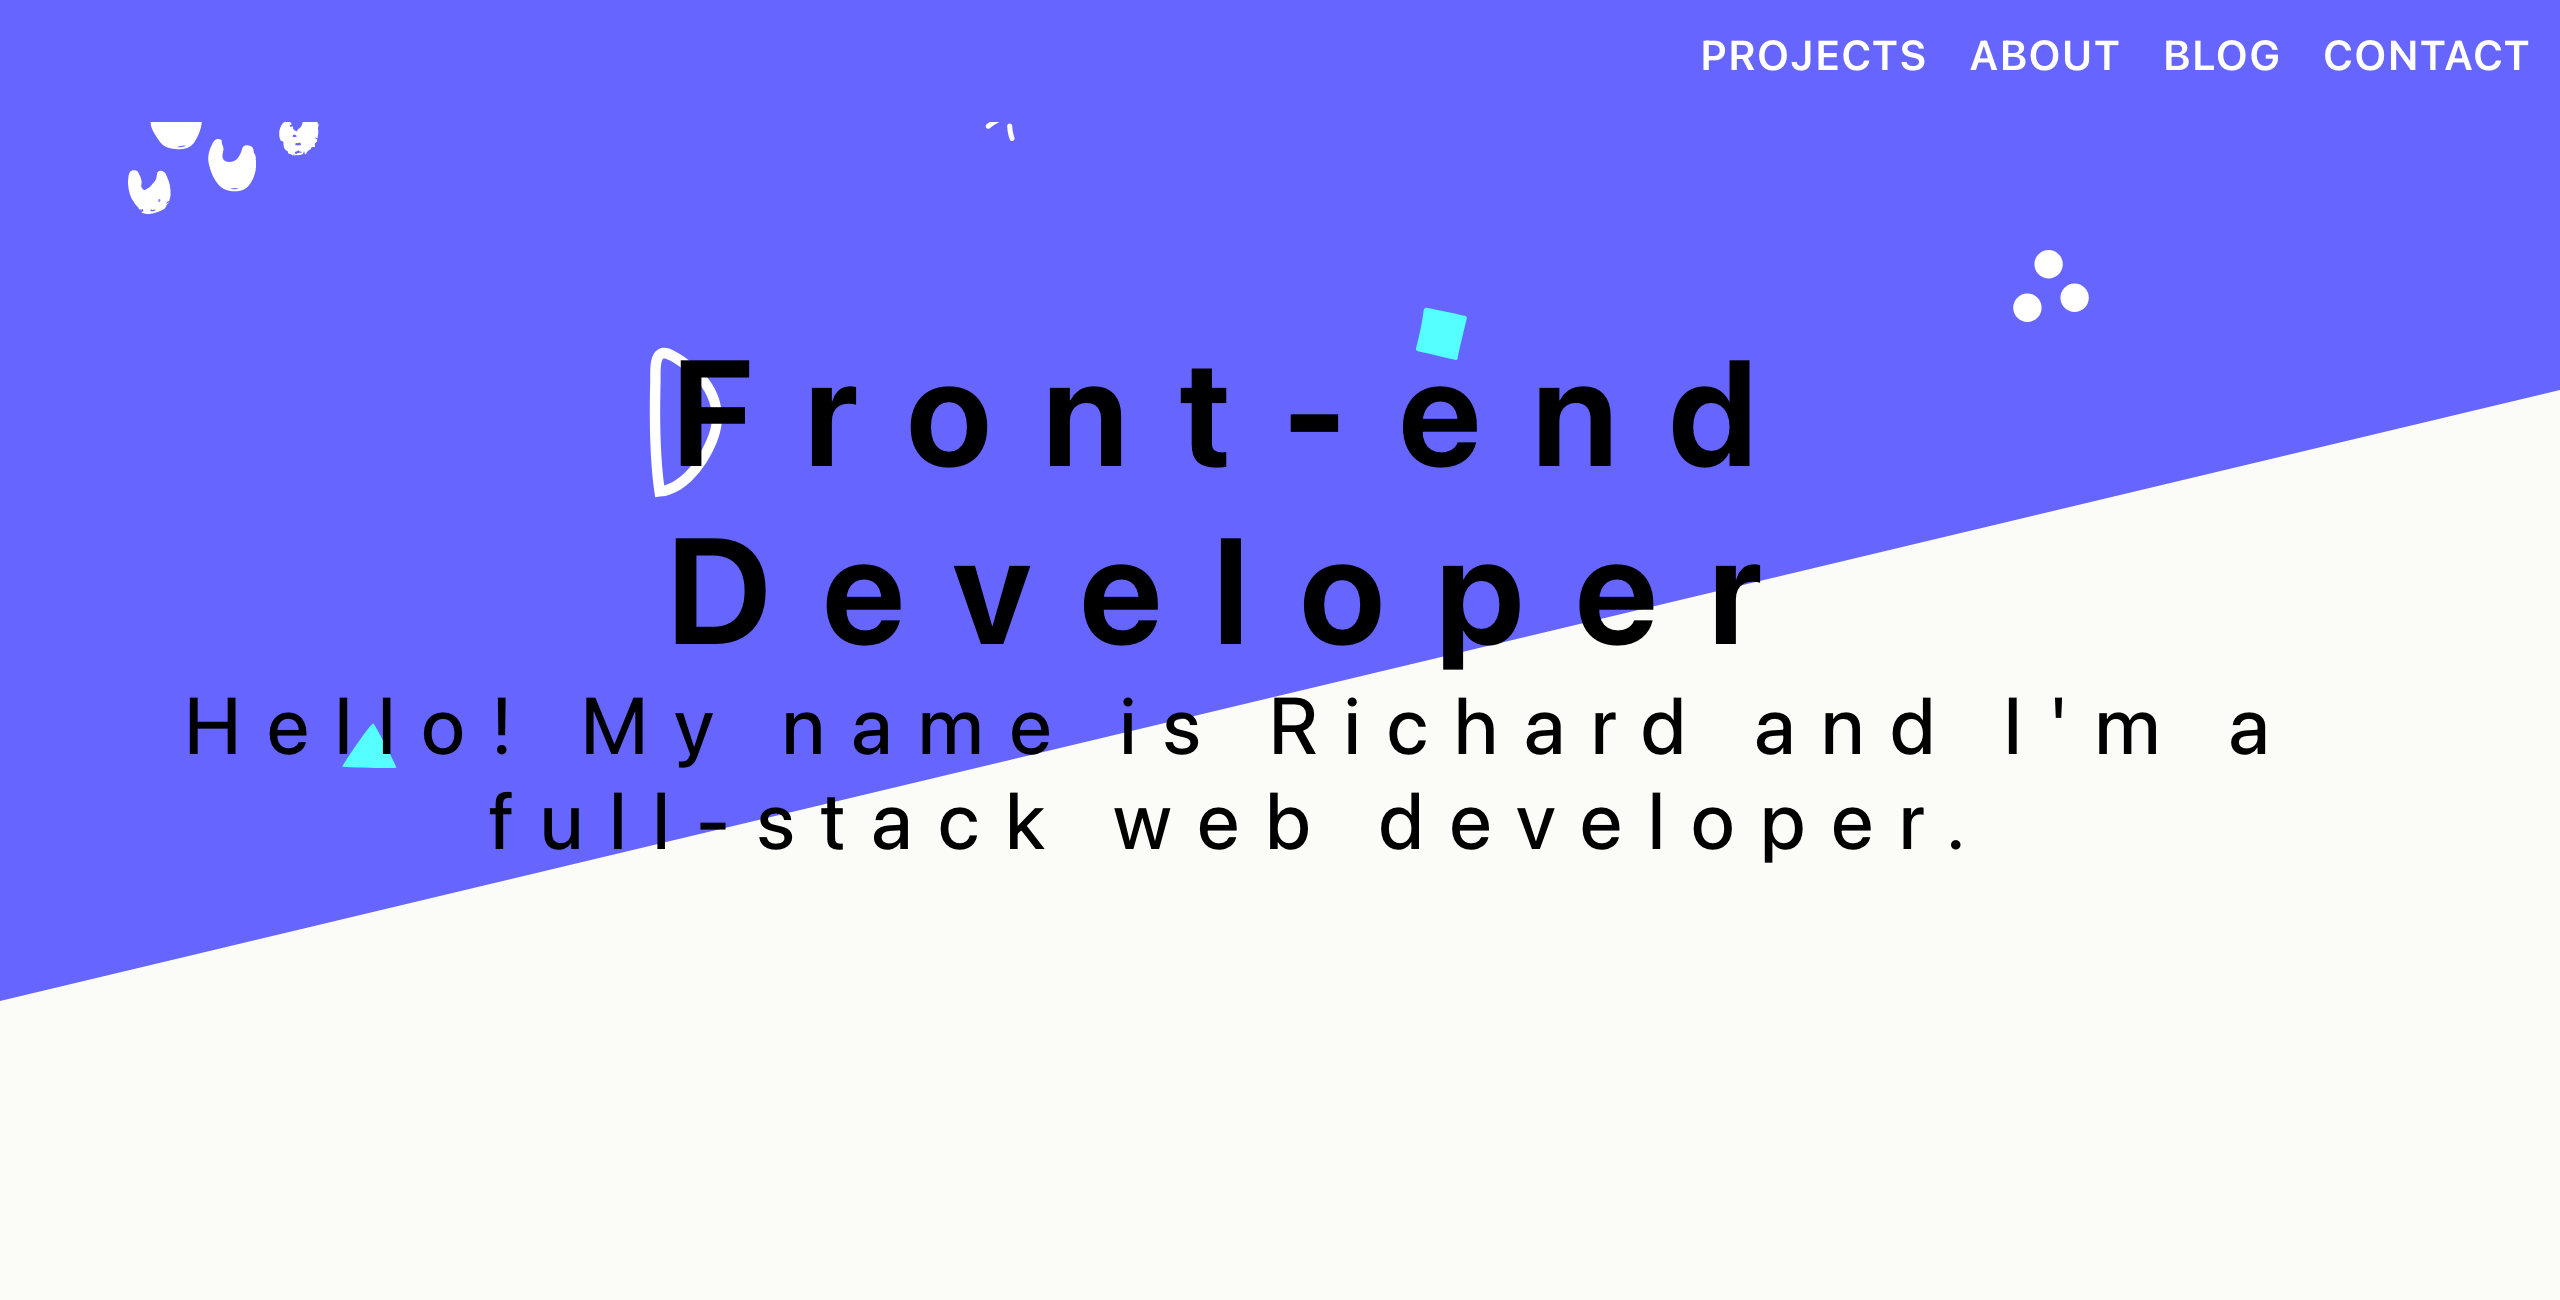 PROJECTS ABOUT BLOG CONTACT
Front-end
Developer
Hello! My name is Richard and I'm a
full-stack web developer.